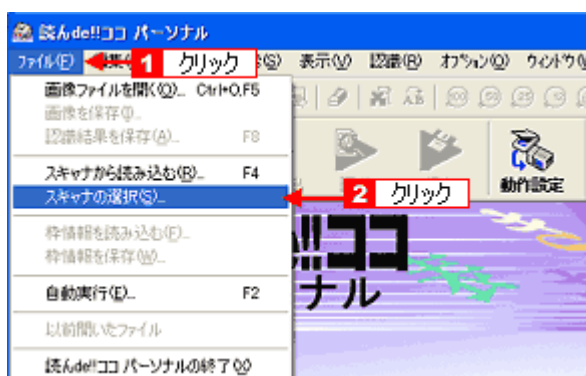 読んde!!ココ パーソナル
ファイル(F) 1 クリック 表示(V) 認識(R) オプション(O) ウィンドウ(W
画像ファイルを開く(O)... Ctrl+O,F5
画像を保存(I)...
認識結果を保存(A)... F8
スキャナから読み込む(R)... F4
スキャナの選択(S)... 2 クリック 動作設定
枠情報を読み込む(F)...
枠情報を保存(W)...
自動実行(E)... F2
以前開いたファイル
読んde!!ココ パーソナルの終了(X)
de!!ココ
ナル